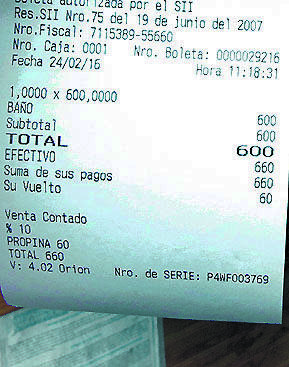 Boleta autorizada por el SII
Res.SII Nro.75 del 19 de junio del 2007
Nro.Fiscal: 7115389-55660
Nro. Caja: 0001 Nro. Boleta: 0000029216
Fecha 24/02/16 Hora 11:18:31
1,0000 x 600,0000
BAÑO 600
Subtotal 600
TOTAL 600
EFECTIVO 660
Suma de sus pagos 660
Su Vuelto 60
Venta Contado
% 10
PROPINA 60
TOTAL 660
V: 4.02 Orion Nro. de SERIE: P4WF003769